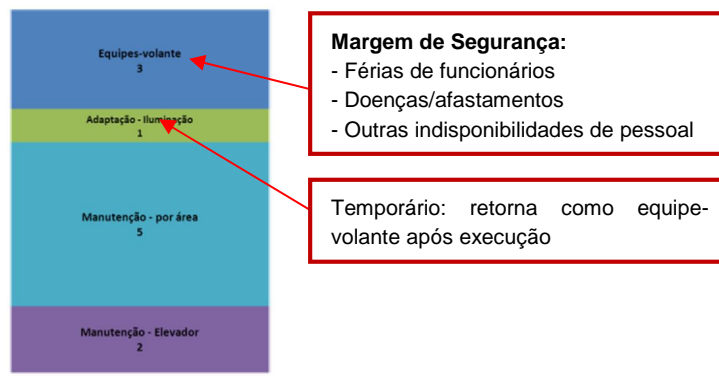 Equipes-volante
3
Adaptação - Iluminação
1
Manutenção - por área
5
Manutenção - Elevador
2
Margem de Segurança:
- Férias de funcionários
- Doenças/afastamentos
- Outras indisponibilidades de pessoal
Temporário: retorna como equipe-
volante após execução